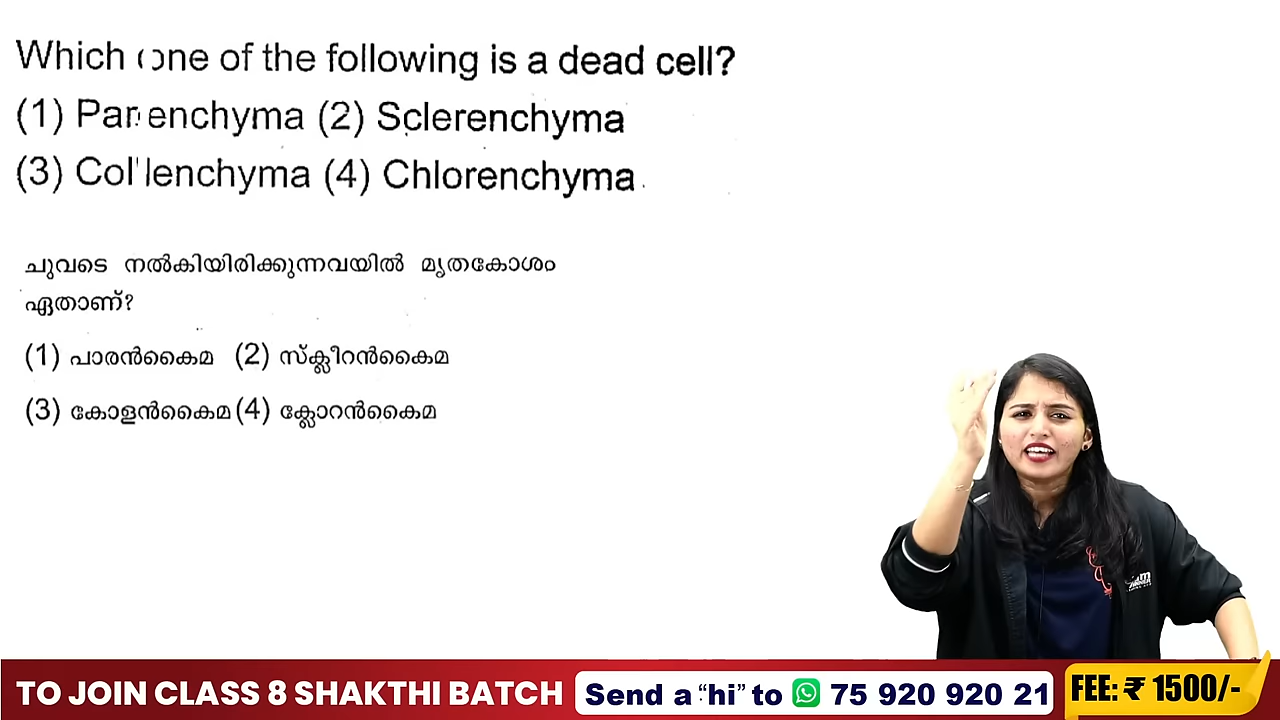 Which one of the following is a dead cell?
(1) Parenchyma (2) Sclerenchyma
(3) Collenchyma (4) Chlorenchyma
ചുവടെ നൽകിയിരിക്കുന്നവയിൽ മൃതകോശം
ഏതാണ്?
(1) പാരൻകൈമ (2) സ്ക്ലീറൻകൈമ
(3) കോളൻകൈമ (4) ക്ലോറൻകൈമ
TO JOIN CLASS 8 SHAKTHI BATCH Send a “hi” to 75 920 920 21 FEE: ₹ 1500/-